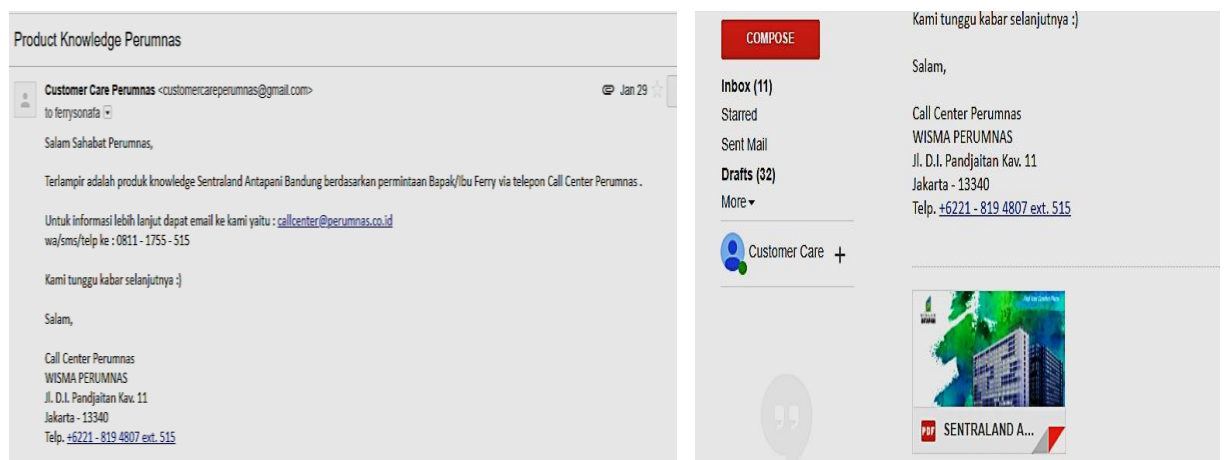 Product Knowledge Perumnas
Customer Care Perumnas <customercareperumnas@gmail.com>
Jan 29
to ferrysonafa
Salam Sahabat Perumnas,
Terlampir adalah produk knowledge Sentraland Antapani Bandung berdasarkan permintaan Bapak/Ibu Ferry via telepon Call Center Perumnas .
Untuk informasi lebih lanjut dapat email ke kami yaitu : callcenter@perumnas.co.id
wa/sms/telp ke : 0811 - 1755 - 515
Kami tunggu kabar selanjutnya :)
Salam,
Call Center Perumnas
WISMA PERUMNAS
Jl. D.I. Pandjaitan Kav. 11
Jakarta - 13340
Telp. +6221 - 819 4807 ext. 515
COMPOSE
Inbox (11)
Starred
Sent Mail
Drafts (32)
More
Customer Care +
Kami tunggu kabar selanjutnya :)
Salam,
Call Center Perumnas
WISMA PERUMNAS
Jl. D.I. Pandjaitan Kav. 11
Jakarta - 13340
Telp. +6221 - 819 4807 ext. 515
ANTAPANI
PDF SENTRALAND A...